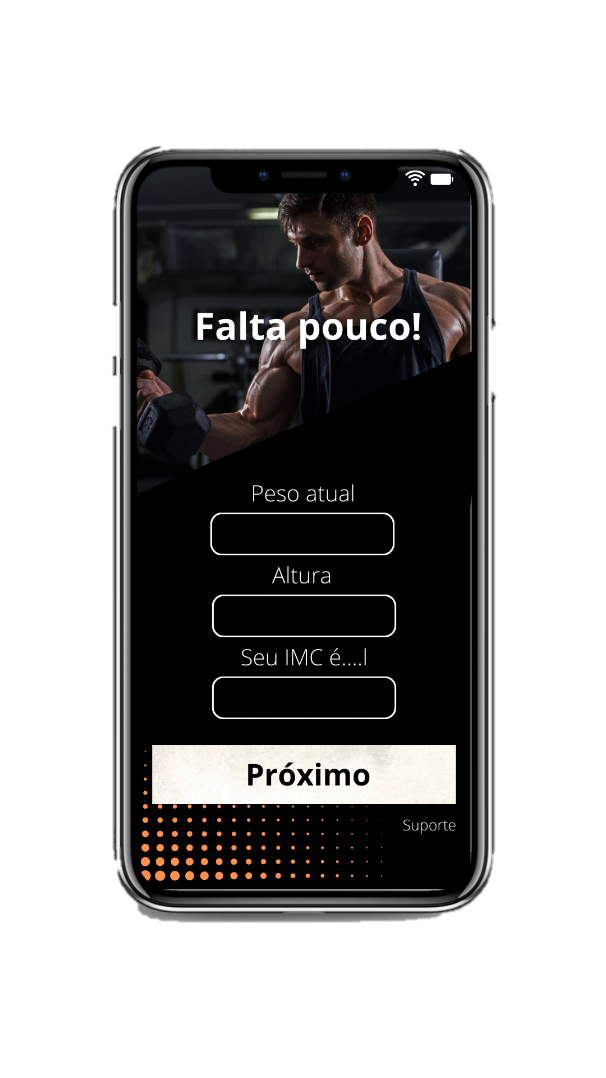 Falta pouco!
Peso atual
Altura
Seu IMC é....l
Próximo
Suporte